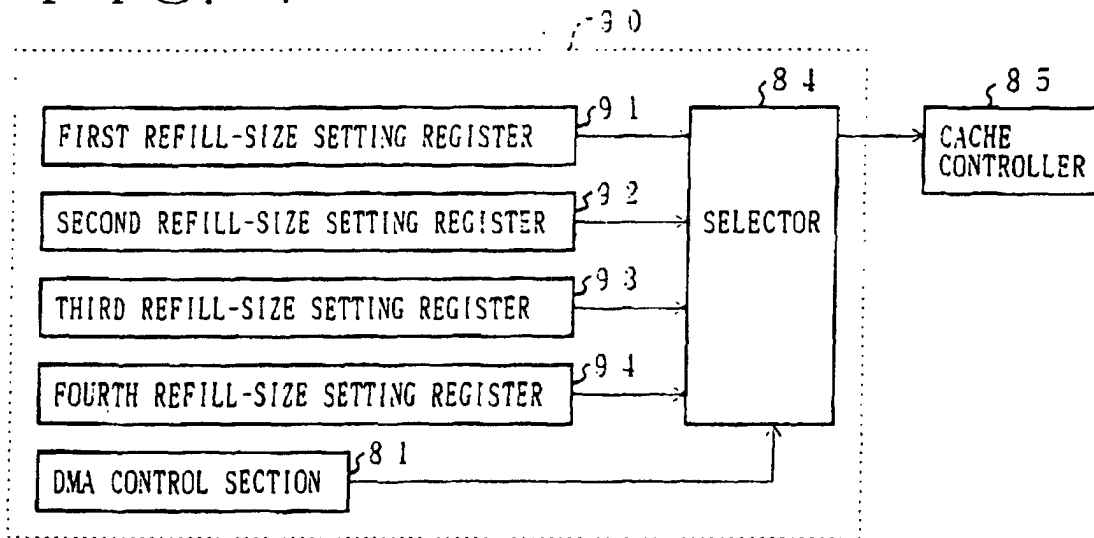 90
84
85
91
FIRST REFILL-SIZE SETTING REGISTER
CACHE
CONTROLLER
92
SECOND REFILL-SIZE SETTING REGISTER
SELECTOR
93
THIRD REFILL-SIZE SETTING REGISTER
94
FOURTH REFILL-SIZE SETTING REGISTER
81
DMA CONTROL SECTION